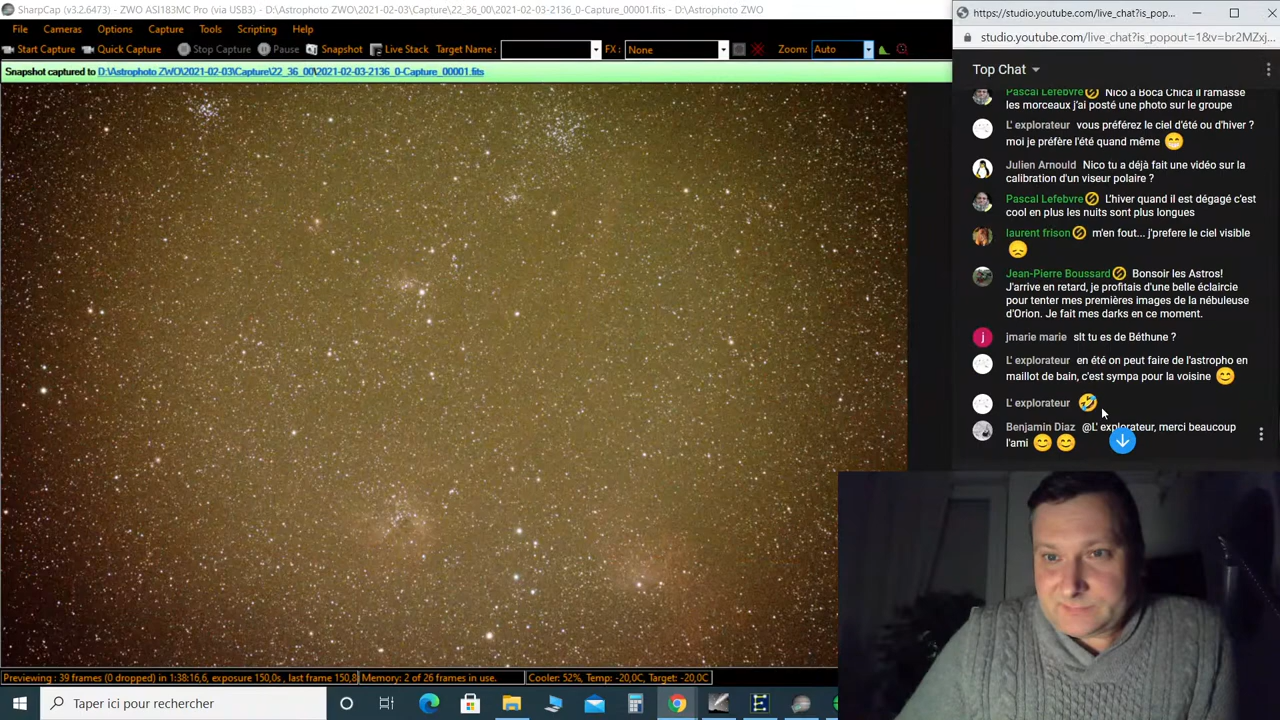 SharpCap (v3.2.6473) - ZWO ASI183MC Pro (via USB3) - D:\Astrophoto ZWO\2021-02-03\Capture\22_36_00\2021-02-03-2136_0-Capture_00001.fits - D:\Astrophoto ZWO]
File Cameras Options Capture Tools Scripting Help
Start Capture Quick Capture Stop Capture Pause Snapshot Live Stack Target Name : FX : None Zoom: Auto
Snapshot captured to D:\Astrophoto ZWO\2021-02-03\Capture\22_36_00\2021-02-03-2136_0-Capture_00001.fits
Previewing : 39 frames (0 dropped) in 1:38:16,6, exposure 150,0s , last frame 150,8
Memory: 2 of 26 frames in use.
Cooler: 52%, Temp: -20,0C, Target: -20,0C
Taper ici pour rechercher
https://studio.youtube.com/live_chat?is_pop...
studio.youtube.com/live_chat?is_popout=1&v=br2MZxj
Top Chat
Pascal Lefebvre Nico à Boca Chica il ramasse
les morceaux j'ai posté une photo sur le groupe
L' explorateur vous préférez le ciel d'été ou d'hiver ?
moi je préfère l'été quand même 😁
Julien Arnould Nico tu a déjà fait une vidéo sur la
calibration d'un viseur polaire ?
Pascal Lefebvre L'hiver quand il est dégagé c'est
cool en plus les nuits sont plus longues
laurent frison m'en fout... j'prefere le ciel visible
😞
Jean-Pierre Boussard Bonsoir les Astros!
J'arrive en retard, je profitais d'une belle éclaircie
pour tenter mes premières images de la nébuleuse
d'Orion. Je fait mes darks en ce moment.
j jmarie marie slt tu es de Béthune ?
L' explorateur en été on peut faire de l'astropho en
maillot de bain, c'est sympa pour la voisine 😊
L' explorateur 🤣
Benjamin Diaz @L' explorateur, merci beaucoup
l'ami 😊 😊